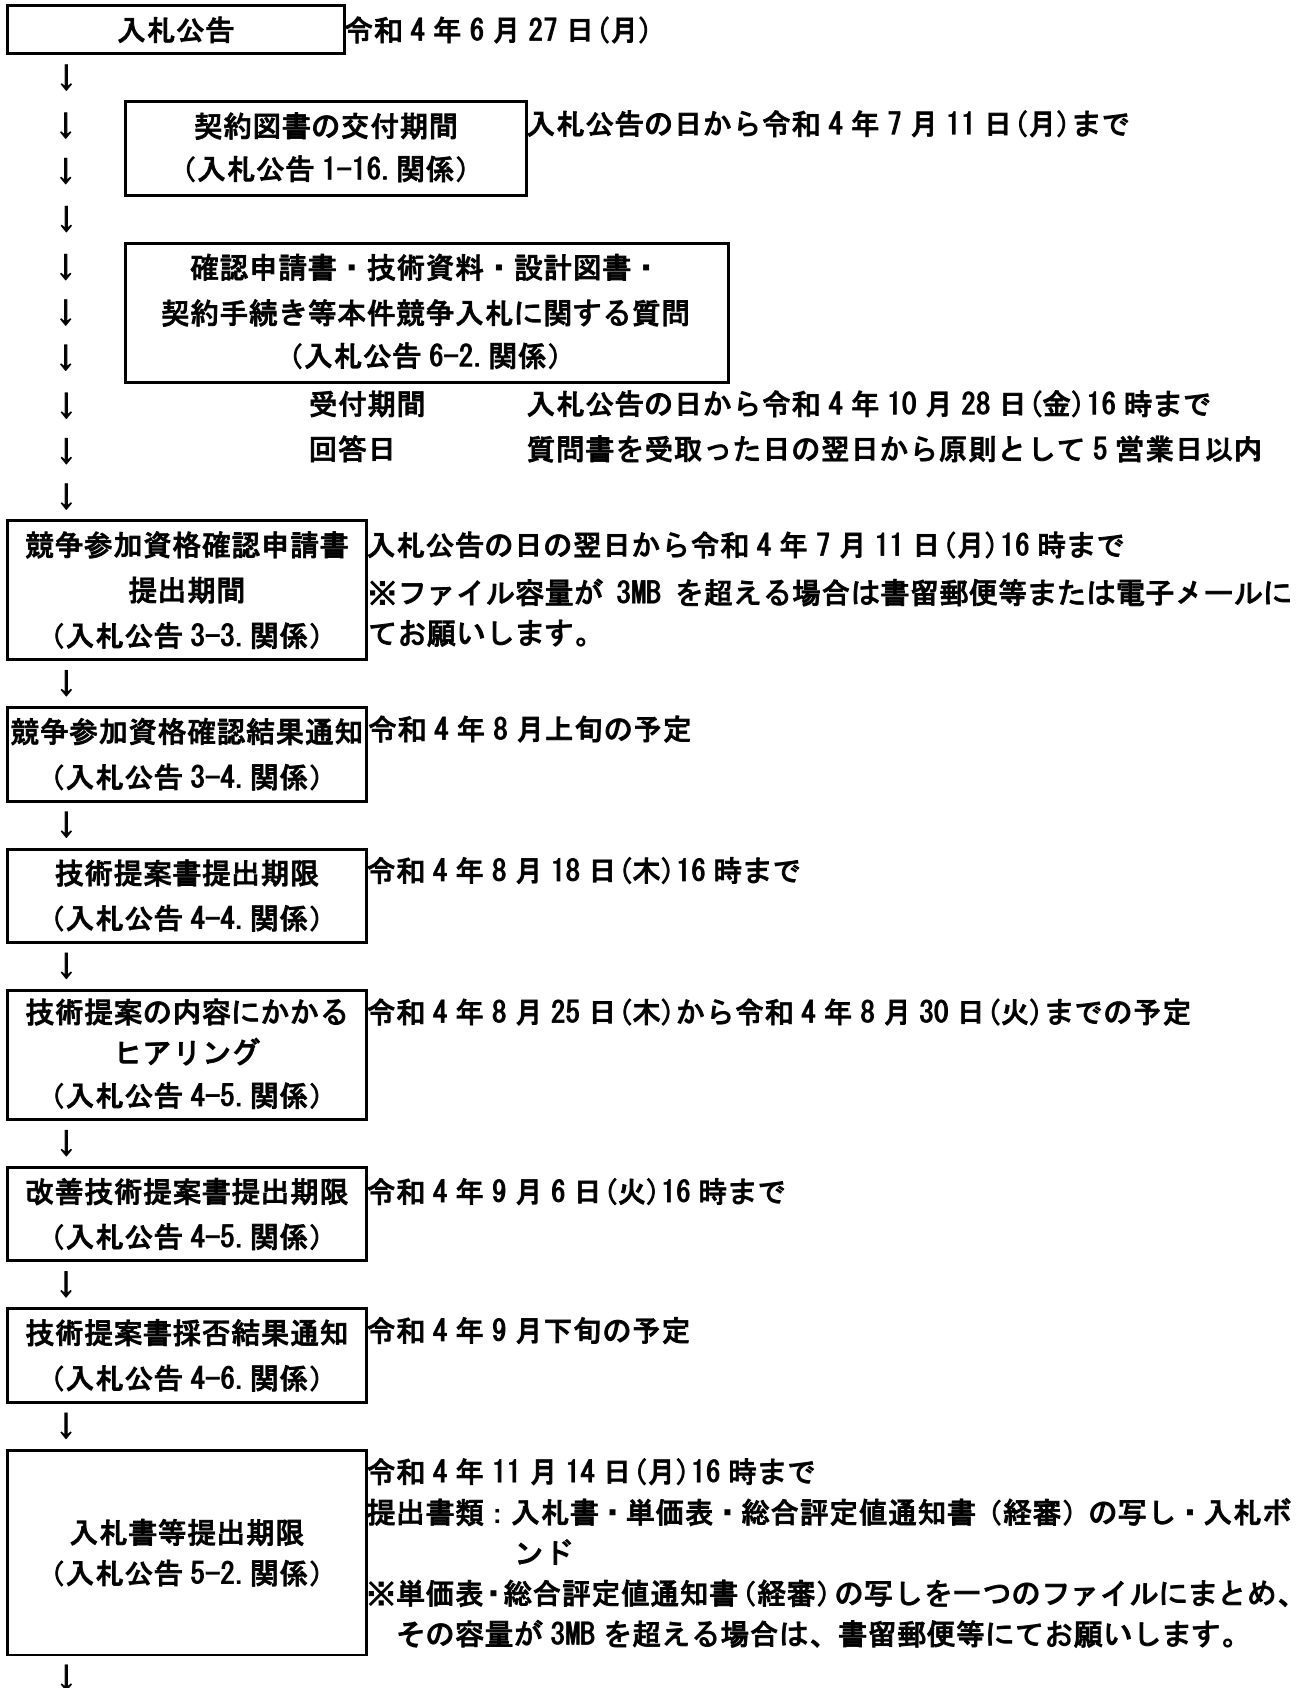 入札公告 令和4年6月27日(月)
↓
↓ 契約図書の交付期間 入札公告の日から令和4年7月11日(月)まで
↓ (入札公告1-16.関係)
↓
↓ 確認申請書・技術資料・設計図書・
↓ 契約手続き等本件競争入札に関する質問
↓ (入札公告6-2.関係)
↓ 受付期間 入札公告の日から令和4年10月28日(金)16時まで
↓ 回答日 質問書を受取った日の翌日から原則として5営業日以内
↓
競争参加資格確認申請書 入札公告の日の翌日から令和4年7月11日(月)16時まで
提出期間 ※ファイル容量が 3MB を超える場合は書留郵便等または電子メールに
(入札公告3-3.関係) てお願いします。
↓
競争参加資格確認結果通知 令和4年8月上旬の予定
(入札公告3-4.関係)
↓
技術提案書提出期限 令和4年8月18日(木)16時まで
(入札公告4-4.関係)
↓
技術提案の内容にかかる 令和4年8月25日(木)から令和4年8月30日(火)までの予定
ヒアリング
(入札公告4-5.関係)
↓
改善技術提案書提出期限 令和4年9月6日(火)16時まで
(入札公告4-5.関係)
↓
技術提案書採否結果通知 令和4年9月下旬の予定
(入札公告4-6.関係)
↓
入札書等提出期限
(入札公告5-2.関係)
令和4年11月14日(月)16時まで
提出書類：入札書・単価表・総合評定値通知書（経審）の写し・入札ボ
ンド
※単価表・総合評定値通知書(経審)の写しを一つのファイルにまとめ、
その容量が3MBを超える場合は、書留郵便等にてお願いします。
↓